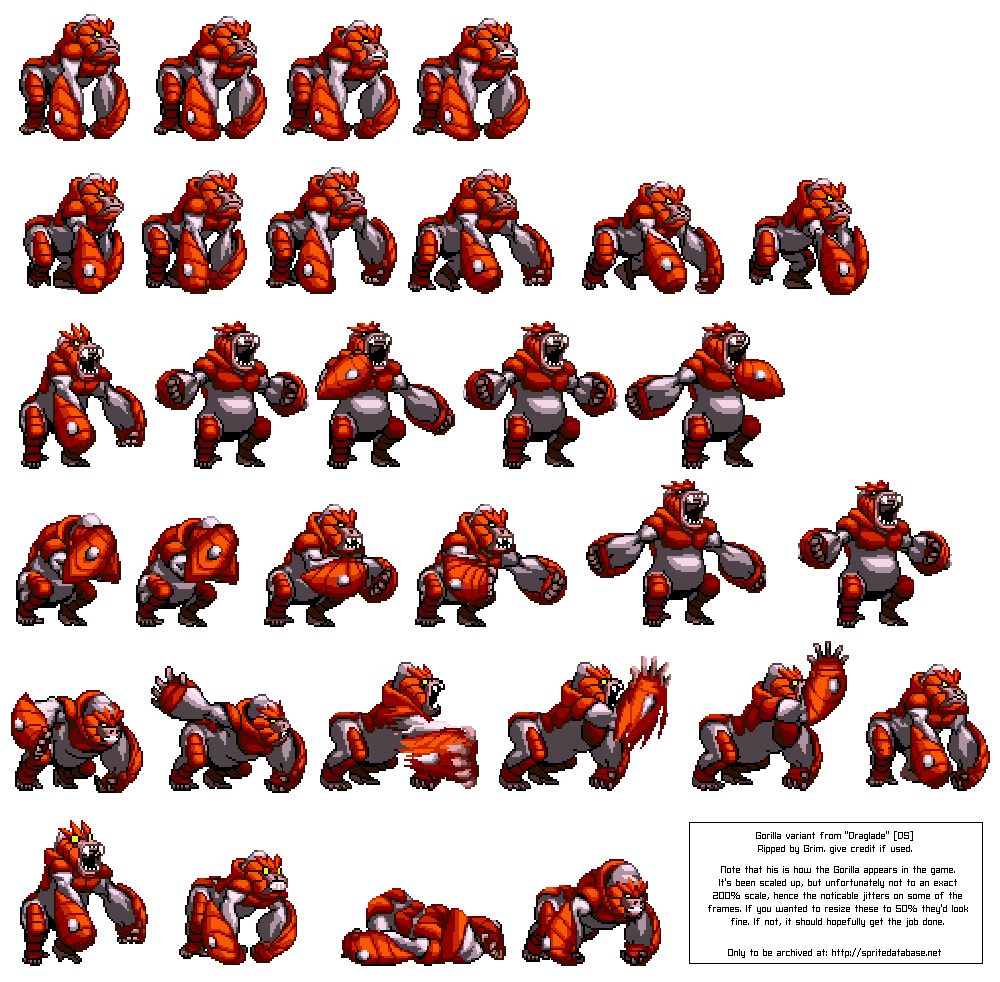 Gorilla variant from "Draglade" [DS]
Ripped by Grim. give credit if used.
Note that his is how the Gorilla appears in the game.
It's been scaled up, but unfortunately not to an exact
200% scale, hence the noticable jitters on some of the
frames. If you wanted to resize these to 50% they'd look
fine. If not, it should hopefully get the job done.
Only to be archived at: http://spritedatabase.net